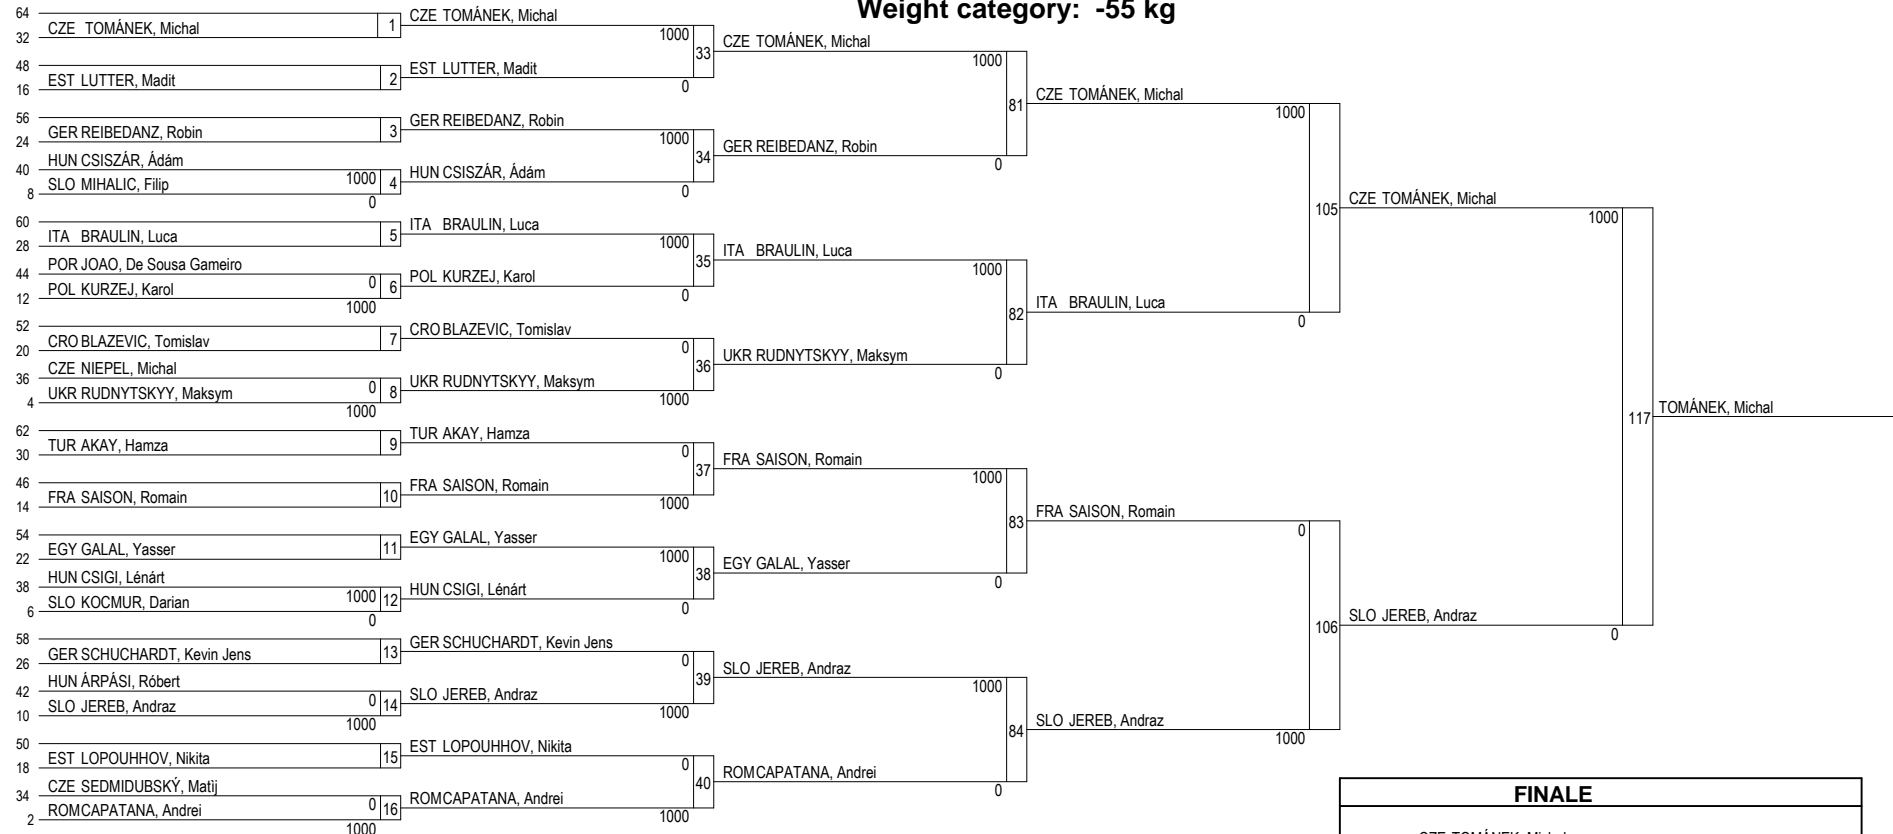 Weight category: -55 kg
64
CZE TOMÁNEK, Michal
32
1
48
EST LUTTER, Madit
16
2
56
GER REIBEDANZ, Robin
24
3
HUN CSISZÁR, Ádám
40
SLO MIHALIC, Filip
8
1000
4
0
60
ITA BRAULIN, Luca
28
5
POR JOAO, De Sousa Gameiro
44
POL KURZEJ, Karol
12
0
6
1000
52
CRO BLAZEVIC, Tomislav
20
7
CZE NIEPEL, Michal
36
UKR RUDNYTSKYY, Maksym
4
0
8
1000
62
TUR AKAY, Hamza
30
9
46
FRA SAISON, Romain
14
10
54
EGY GALAL, Yasser
22
11
HUN CSIGI, Lénárt
38
SLO KOCMUR, Darian
6
1000
12
0
58
GER SCHUCHARDT, Kevin Jens
26
13
HUN ÁRPÁSI, Róbert
42
SLO JEREB, Andraz
10
0
14
1000
50
EST LOPOUHHOV, Nikita
18
15
CZE SEDMIDUBSKÝ, Matìj
34
ROMCAPATANA, Andrei
2
0
16
1000
CZE TOMÁNEK, Michal
1000
33
EST LUTTER, Madit
0
GER REIBEDANZ, Robin
1000
34
HUN CSISZÁR, Ádám
0
ITA BRAULIN, Luca
1000
35
POL KURZEJ, Karol
0
CRO BLAZEVIC, Tomislav
0
36
UKR RUDNYTSKYY, Maksym
1000
TUR AKAY, Hamza
0
37
FRA SAISON, Romain
1000
EGY GALAL, Yasser
1000
38
HUN CSIGI, Lénárt
0
GER SCHUCHARDT, Kevin Jens
0
39
SLO JEREB, Andraz
1000
EST LOPOUHHOV, Nikita
0
40
ROMCAPATANA, Andrei
1000
CZE TOMÁNEK, Michal
1000
81
GER REIBEDANZ, Robin
0
ITA BRAULIN, Luca
1000
82
UKR RUDNYTSKYY, Maksym
0
FRA SAISON, Romain
1000
83
EGY GALAL, Yasser
0
SLO JEREB, Andraz
1000
84
ROMCAPATANA, Andrei
0
CZE TOMÁNEK, Michal
1000
105
ITA BRAULIN, Luca
0
FRA SAISON, Romain
0
106
SLO JEREB, Andraz
1000
CZE TOMÁNEK, Michal
1000
117
SLO JEREB, Andraz
0
TOMÁNEK, Michal
FINALE
CZE TOMÁNEK, Michal